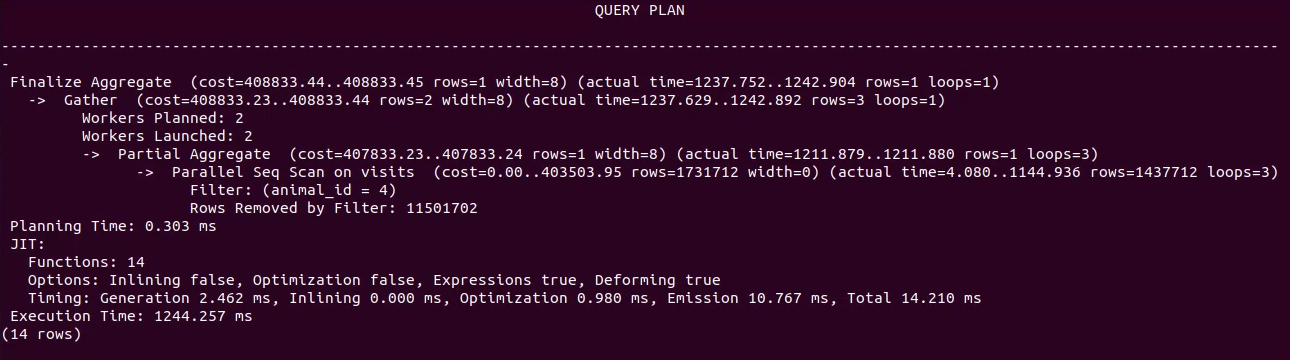 QUERY PLAN
----------------------------------------------------------------------------------------------------------------------------------------------
-
Finalize Aggregate  (cost=408833.44..408833.45 rows=1 width=8) (actual time=1237.752..1242.904 rows=1 loops=1)
  ->  Gather  (cost=408833.23..408833.44 rows=2 width=8) (actual time=1237.629..1242.892 rows=3 loops=1)
        Workers Planned: 2
        Workers Launched: 2
        ->  Partial Aggregate  (cost=407833.23..407833.24 rows=1 width=8) (actual time=1211.879..1211.880 rows=1 loops=3)
              ->  Parallel Seq Scan on visits  (cost=0.00..403503.95 rows=1731712 width=0) (actual time=4.080..1144.936 rows=1437712 loops=3)
                    Filter: (animal_id = 4)
                    Rows Removed by Filter: 11501702
Planning Time: 0.303 ms
JIT:
  Functions: 14
  Options: Inlining false, Optimization false, Expressions true, Deforming true
  Timing: Generation 2.462 ms, Inlining 0.000 ms, Optimization 0.980 ms, Emission 10.767 ms, Total 14.210 ms
Execution Time: 1244.257 ms
(14 rows)